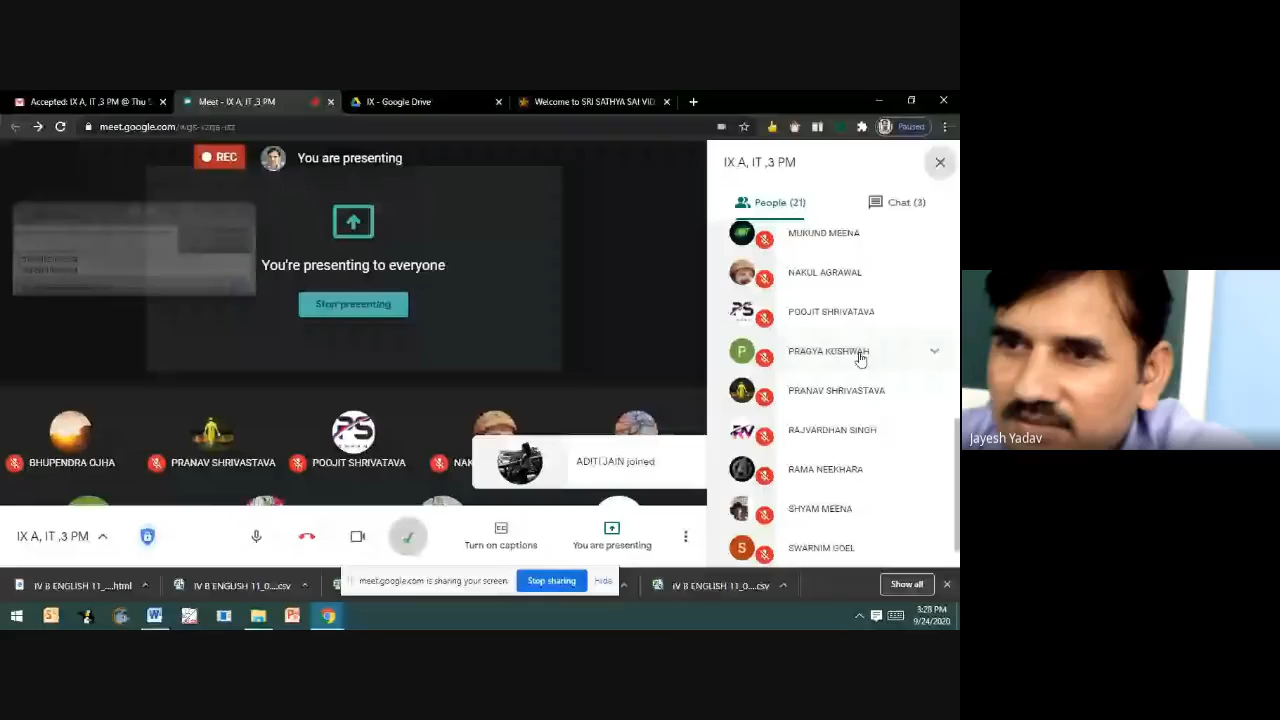 Accepted: IX A, IT ,3 PM @ Thu
Meet - IX A, IT ,3 PM
IX - Google Drive
Welcome to SRI SATHYA SAI VID
meet.google.com/
Paused
REC
You are presenting
You're presenting to everyone
Stop presenting
IX A, IT ,3 PM
People (21)
Chat (3)
MUKUND MEENA
NAKUL AGRAWAL
POOJIT SHRIVATAVA
PRAGYA KUSHWAH
PRANAV SHRIVASTAVA
RAJVARDHAN SINGH
RAMA NEEKHARA
SHYAM MEENA
SWARNIM GOEL
BHUPENDRA OJHA
PRANAV SHRIVASTAVA
POOJIT SHRIVATAVA
NAK
ADITI JAIN joined
IX A, IT ,3 PM
Turn on captions
You are presenting
IV B ENGLISH 11_....html
IV B ENGLISH 11_0....csv
meet.google.com is sharing your screen.
Stop sharing
Hide
IV B ENGLISH 11_0....csv
Show all
3:28 PM
9/24/2020
Jayesh Yadav